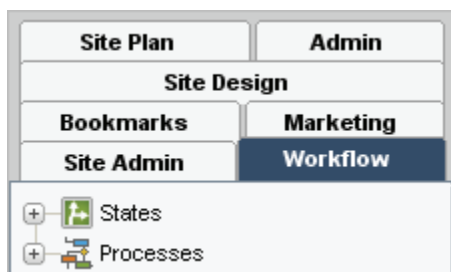 Site Plan Admin
Site Design
Bookmarks Marketing
Site Admin Workflow
States
Processes